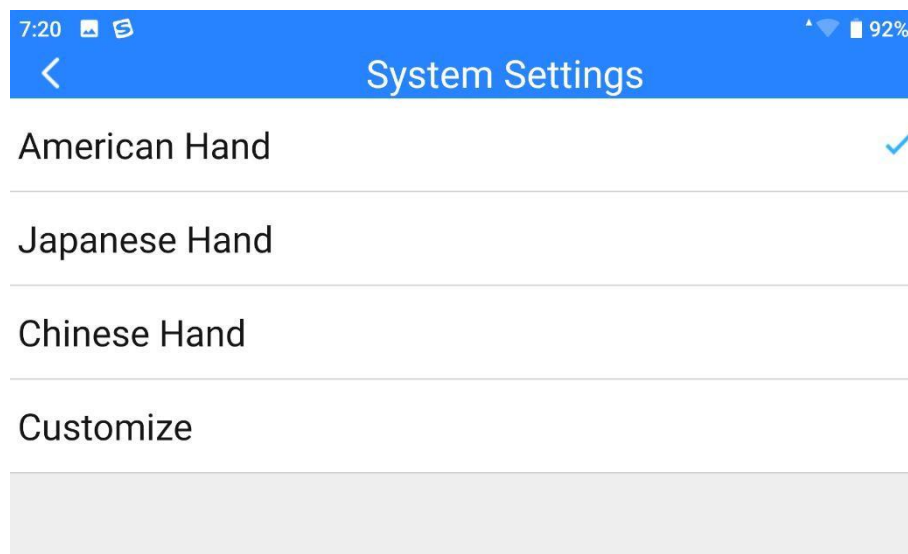 7:20 92%
System Settings
American Hand
Japanese Hand
Chinese Hand
Customize